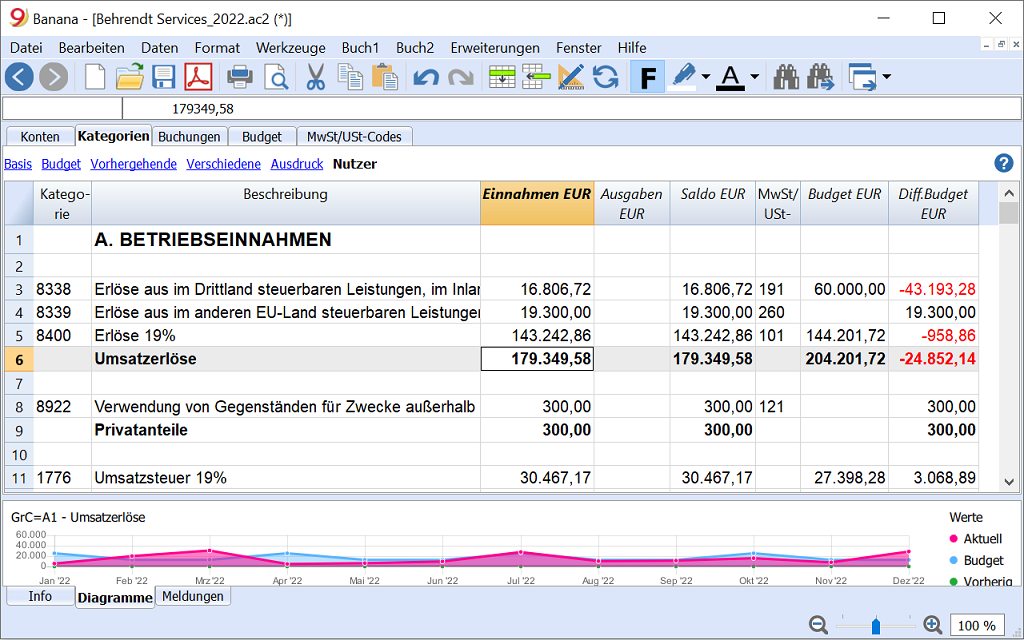 Banana - [Behrendt Services_2022.ac2 (*)]
Datei Bearbeiten Daten Format Werkzeuge Buch1 Buch2 Erweiterungen Fenster Hilfe
F A
179349,58
Konten Kategorien Buchungen Budget MwSt/USt-Codes
Basis Budget Vorhergehende Verschiedene Ausdruck Nutzer
Katego-rie Beschreibung Einnahmen EUR Ausgaben EUR Saldo EUR MwSt/USt- Budget EUR Diff.Budget EUR
1 A. BETRIEBSEINNAHMEN
2
3 8338 Erlöse aus im Drittland steuerbaren Leistungen, im Inlan 16.806,72 16.806,72 191 60.000,00 -43.193,28
4 8339 Erlöse aus im anderen EU-Land steuerbaren Leistungen 19.300,00 19.300,00 260 19.300,00
5 8400 Erlöse 19% 143.242,86 143.242,86 101 144.201,72 -958,86
6 Umsatzerlöse 179.349,58 179.349,58 204.201,72 -24.852,14
7
8 8922 Verwendung von Gegenständen für Zwecke außerhalb 300,00 300,00 121 300,00
9 Privatanteile 300,00 300,00 300,00
10
11 1776 Umsatzsteuer 19% 30.467,17 30.467,17 27.398,28 3.068,89
GrC=A1 - Umsatzerlöse Werte
60.000
40.000
20.000
0
Jan '22 Feb '22 Mrz '22 Apr '22 Mai '22 Jun '22 Jul '22 Aug '22 Sep '22 Okt '22 Nov '22 Dez '22
Aktuell
Budget
Vorherig
Info Diagramme Meldungen
100 %